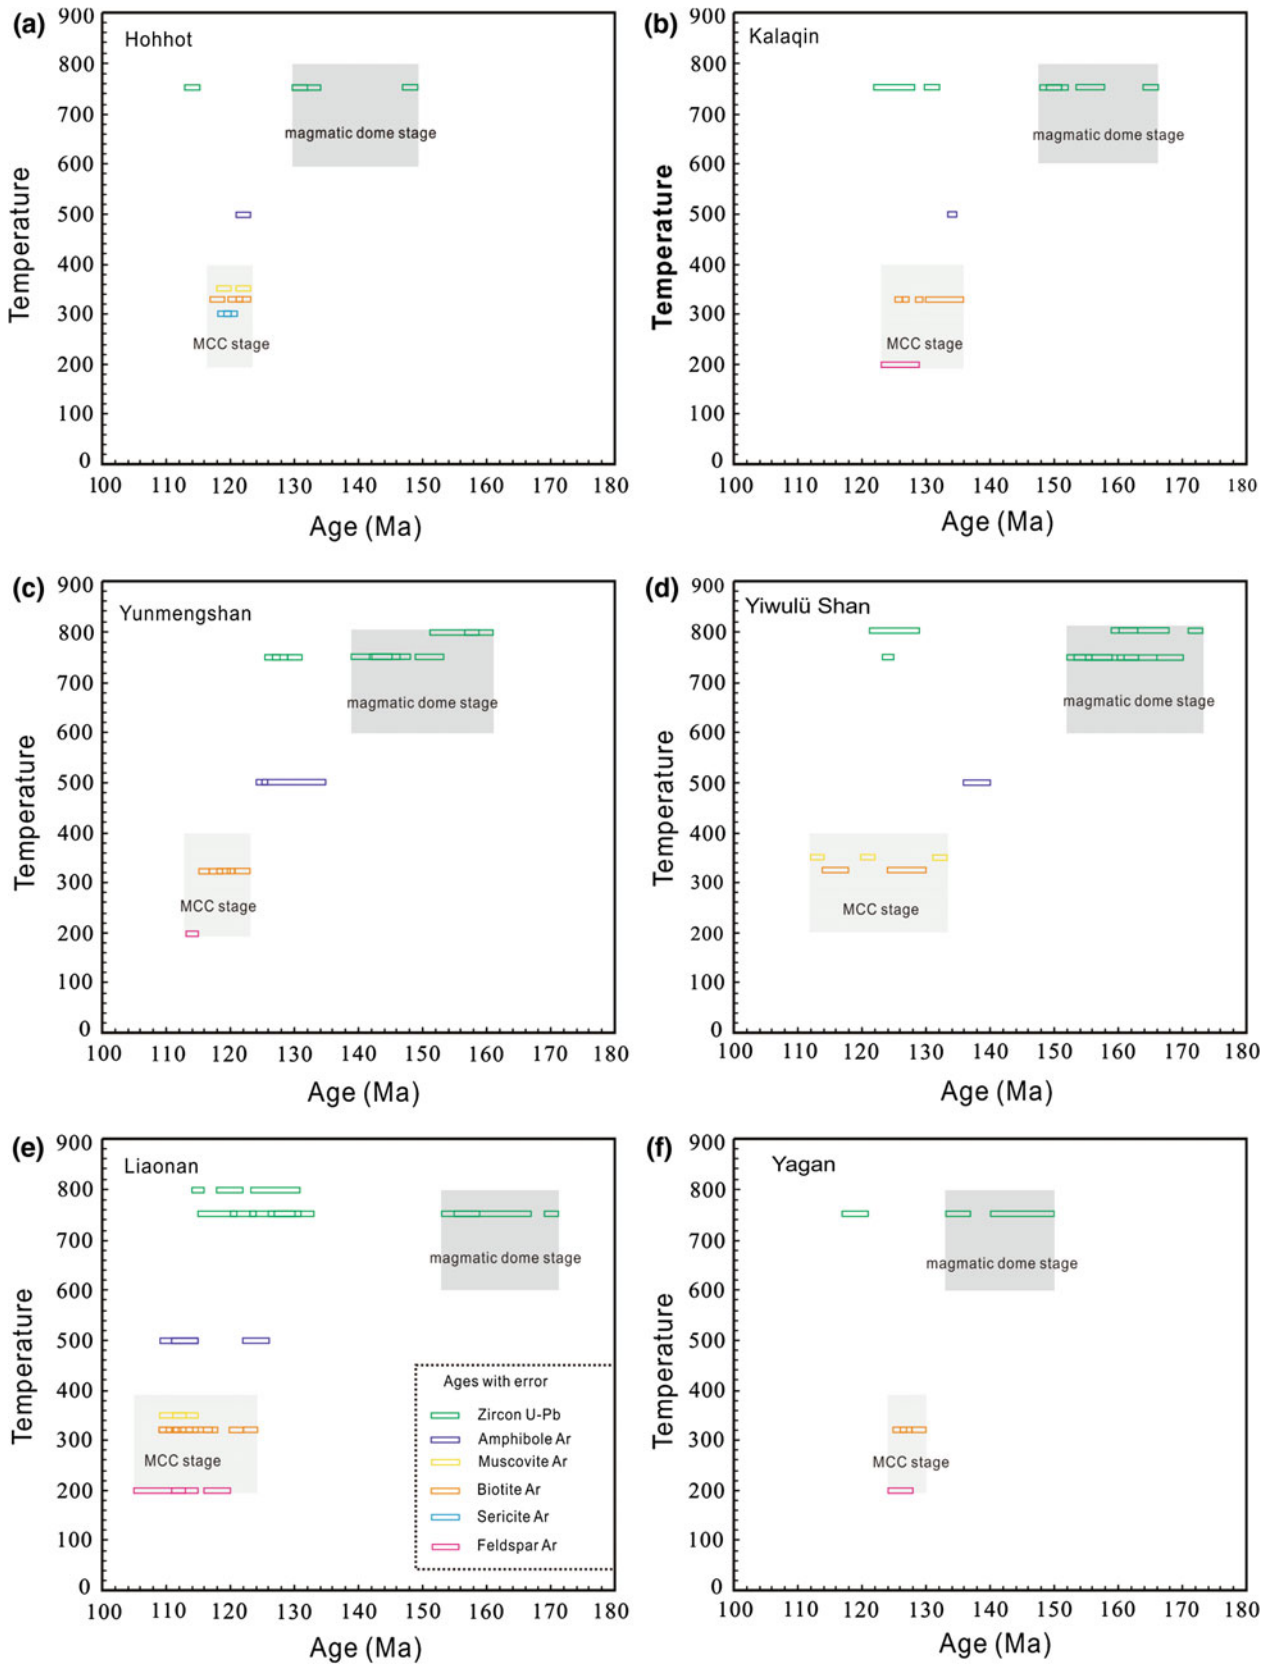 (a)
Hohhot
900
800
700
600
500
400
300
200
100
0
magmatic dome stage
MCC stage
Temperature
100 110 120 130 140 150 160 170 180
Age (Ma)
(b)
Kalaqin
900
800
700
600
500
400
300
200
100
0
magmatic dome stage
MCC stage
Temperature
100 110 120 130 140 150 160 170 180
Age (Ma)
(c)
Yunmengshan
900
800
700
600
500
400
300
200
100
0
magmatic dome stage
MCC stage
Temperature
100 110 120 130 140 150 160 170 180
Age (Ma)
(d)
Yiwulü Shan
900
800
700
600
500
400
300
200
100
0
magmatic dome stage
MCC stage
Temperature
100 110 120 130 140 150 160 170 180
Age (Ma)
(e)
Liaonan
900
800
700
600
500
400
300
200
100
0
magmatic dome stage
MCC stage
Ages with error
Zircon U-Pb
Amphibole Ar
Muscovite Ar
Biotite Ar
Sericite Ar
Feldspar Ar
Temperature
100 110 120 130 140 150 160 170 180
Age (Ma)
(f)
Yagan
900
800
700
600
500
400
300
200
100
0
magmatic dome stage
MCC stage
Temperature
100 110 120 130 140 150 160 170 180
Age (Ma)